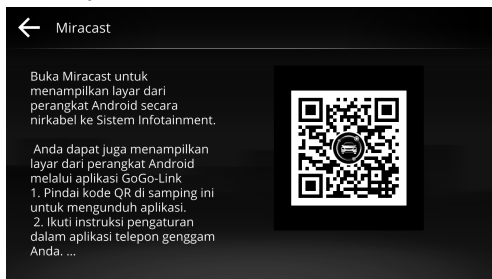 Miracast
Buka Miracast untuk
menampilkan layar dari
perangkat Android secara
nirkabel ke Sistem Infotainment.
Anda dapat juga menampilkan
layar dari perangkat Android
melalui aplikasi GoGo-Link
1. Pindai kode QR di samping ini
untuk mengunduh aplikasi.
2. Ikuti instruksi pengaturan
dalam aplikasi telepon genggam
Anda. ...